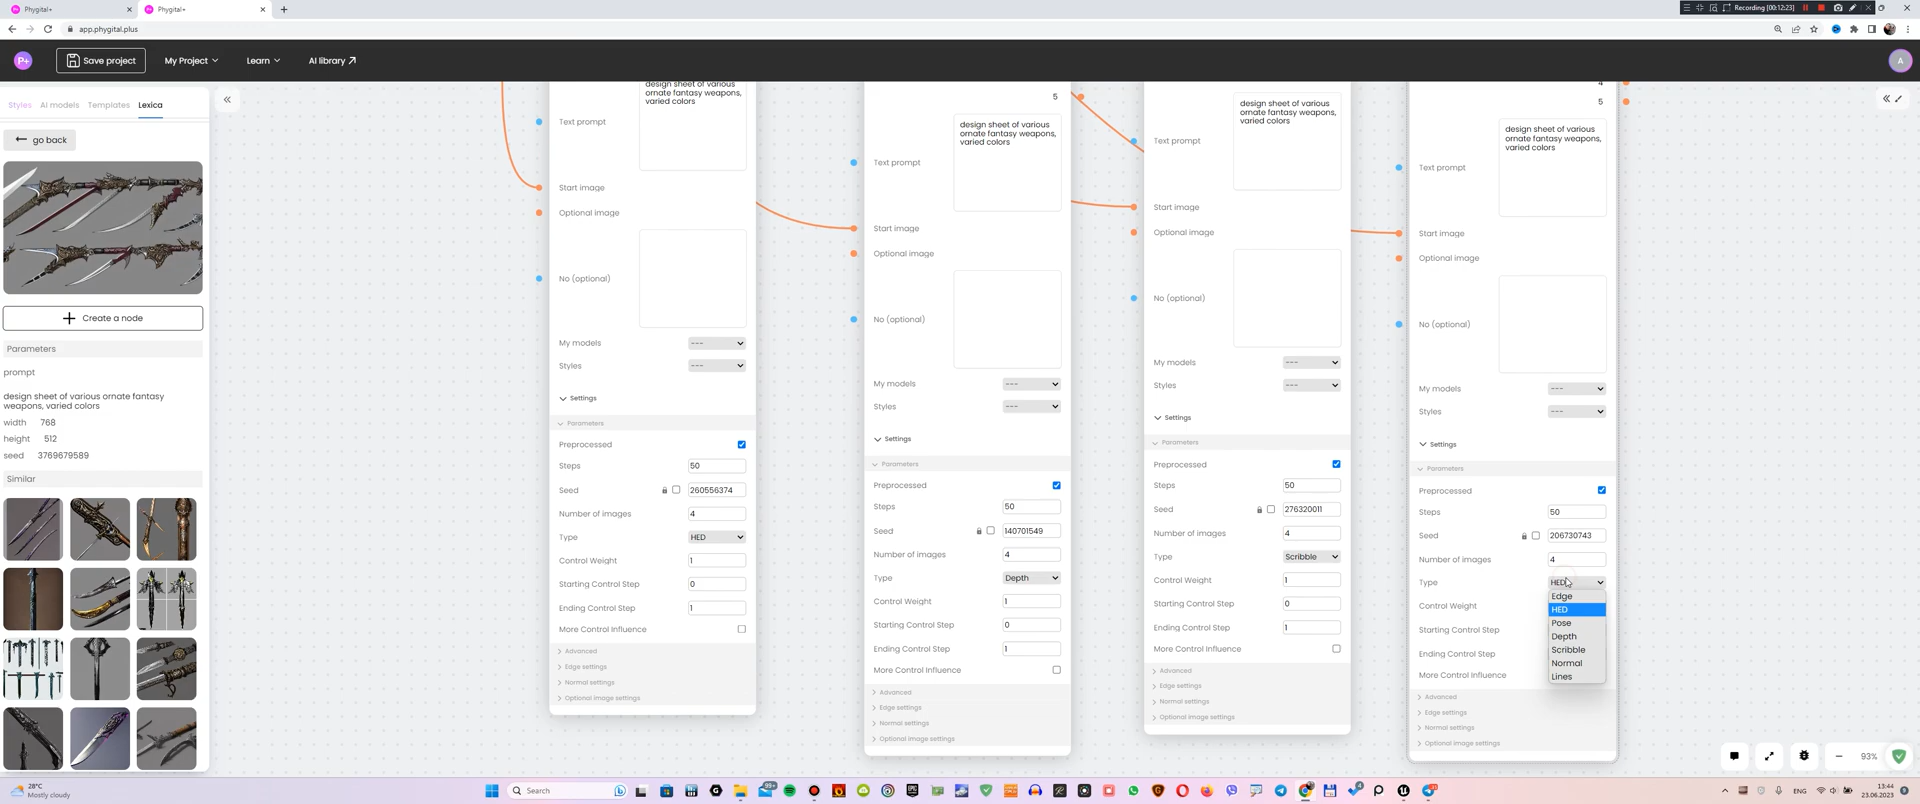 Phygital+
Phygital+
Recording [00:12:23]
app.phygital.plus
P+
Save project
My Project
Learn
AI library
A
Styles
AI models
Templates
Lexica
go back
Create a node
Parameters
prompt
design sheet of various ornate fantasy
weapons, varied colors
width 768
height 512
seed 3769679589
Similar
design sheet of various
ornate fantasy weapons,
varied colors
Text prompt
Start image
Optional image
No (optional)
My models ---
Styles ---
Settings
Parameters
Preprocessed
Steps 50
Seed 260556374
Number of images 4
Type HED
Control Weight 1
Starting Control Step 0
Ending Control Step 1
More Control Influence
Advanced
Edge settings
Normal settings
Optional image settings
5
design sheet of various
ornate fantasy weapons,
varied colors
Text prompt
Start image
Optional image
No (optional)
My models ---
Styles ---
Settings
Parameters
Preprocessed
Steps 50
Seed 140701549
Number of images 4
Type Depth
Control Weight 1
Starting Control Step 0
Ending Control Step 1
More Control Influence
Advanced
Edge settings
Normal settings
Optional image settings
design sheet of various
ornate fantasy weapons,
varied colors
Text prompt
Start image
Optional image
No (optional)
My models ---
Styles ---
Settings
Parameters
Preprocessed
Steps 50
Seed 276320011
Number of images 4
Type Scribble
Control Weight 1
Starting Control Step 0
Ending Control Step 1
More Control Influence
Advanced
Edge settings
Normal settings
Optional image settings
4
5
design sheet of various
ornate fantasy weapons,
varied colors
Text prompt
Start image
Optional image
No (optional)
My models ---
Styles ---
Settings
Parameters
Preprocessed
Steps 50
Seed 206730743
Number of images 4
Type HED
Edge
HED
Pose
Depth
Scribble
Normal
Lines
Control Weight
Starting Control Step
Ending Control Step
More Control Influence
Advanced
Edge settings
Normal settings
Optional image settings
93%
28°C
Mostly cloudy
Search
99+
ENG
13:44
23.06.2023